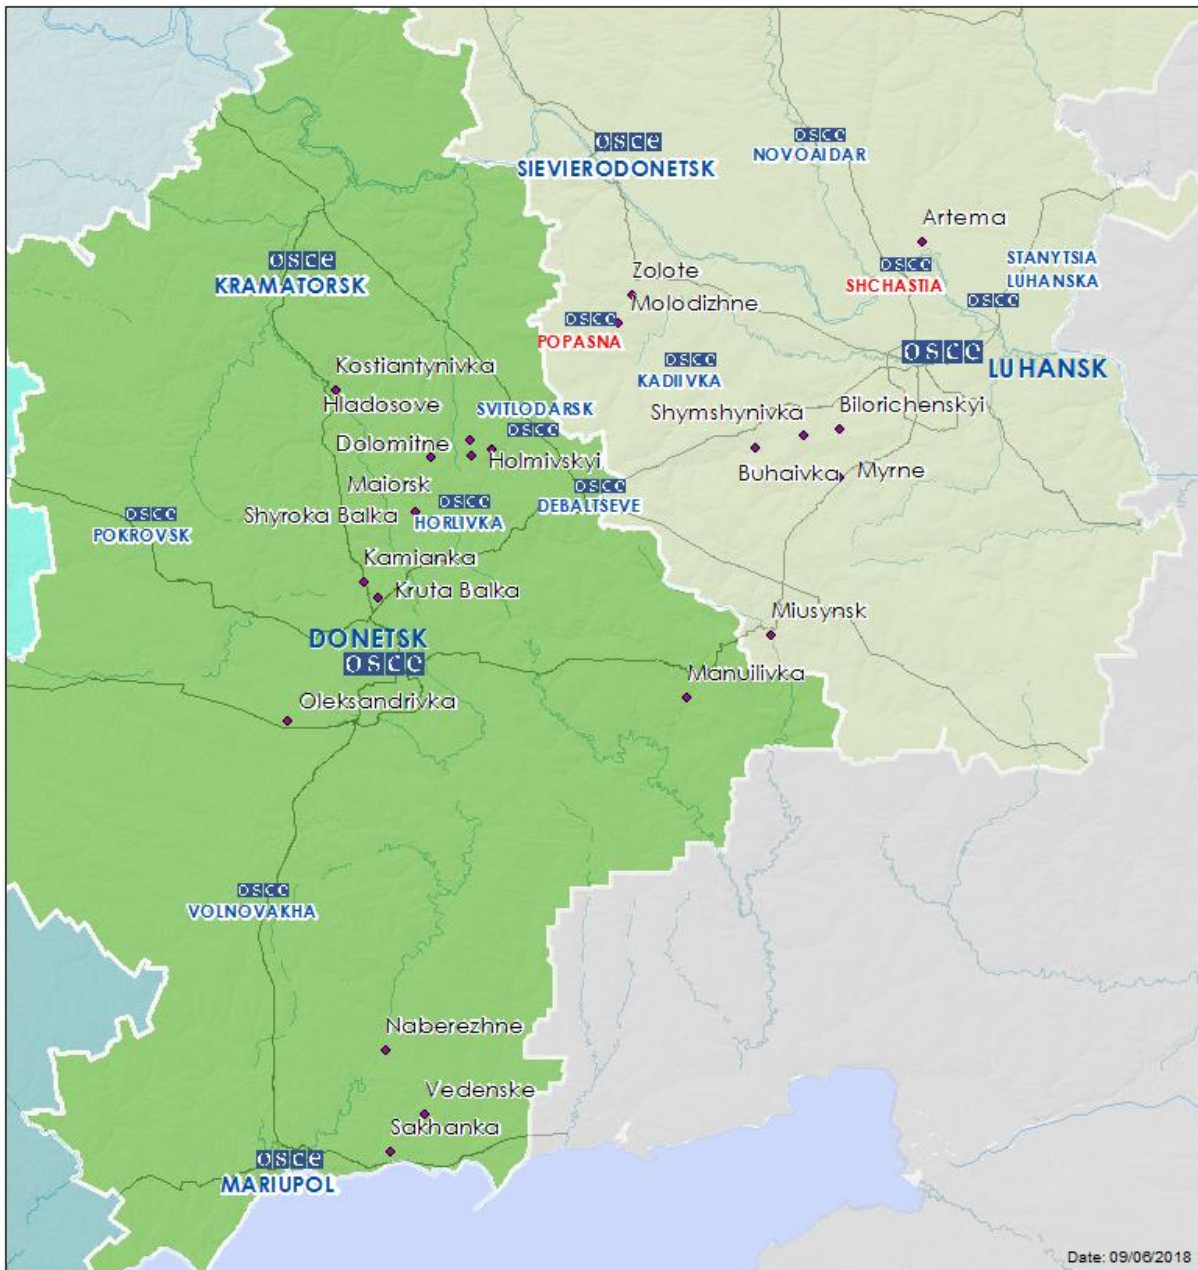 OSCE
SIEVIERODONETSK
OSCE
NOVOAIDAR
Artema
OSCE
KRAMATORSK
OSCE
SHCHASTIA
STANYTSIA
LUHANSKA
OSCE
Zolote
Molodizhne
OSCE
POPASNA
OSCE
KADIIVKA
OSCE
LUHANSK
Kostiantynivka
Hladosove
SVITLODARSK
OSCE
Shymshynivka
Bilorichenskyi
Dolomitne
Holmivskyi
Buhaivka
Myrne
Maiorsk
OSCE
HORLIVKA
OSCE
DEBALTSEVE
Shyroka Balka
OSCE
POKROVSK
Kamianka
Kruta Balka
Miusynsk
DONETSK
OSCE
Manuilivka
Oleksandrivka
OSCE
VOLNOVAKHA
Naberezhne
Vedenske
Sakhanka
OSCE
MARIUPOL
Date: 09/06/2018